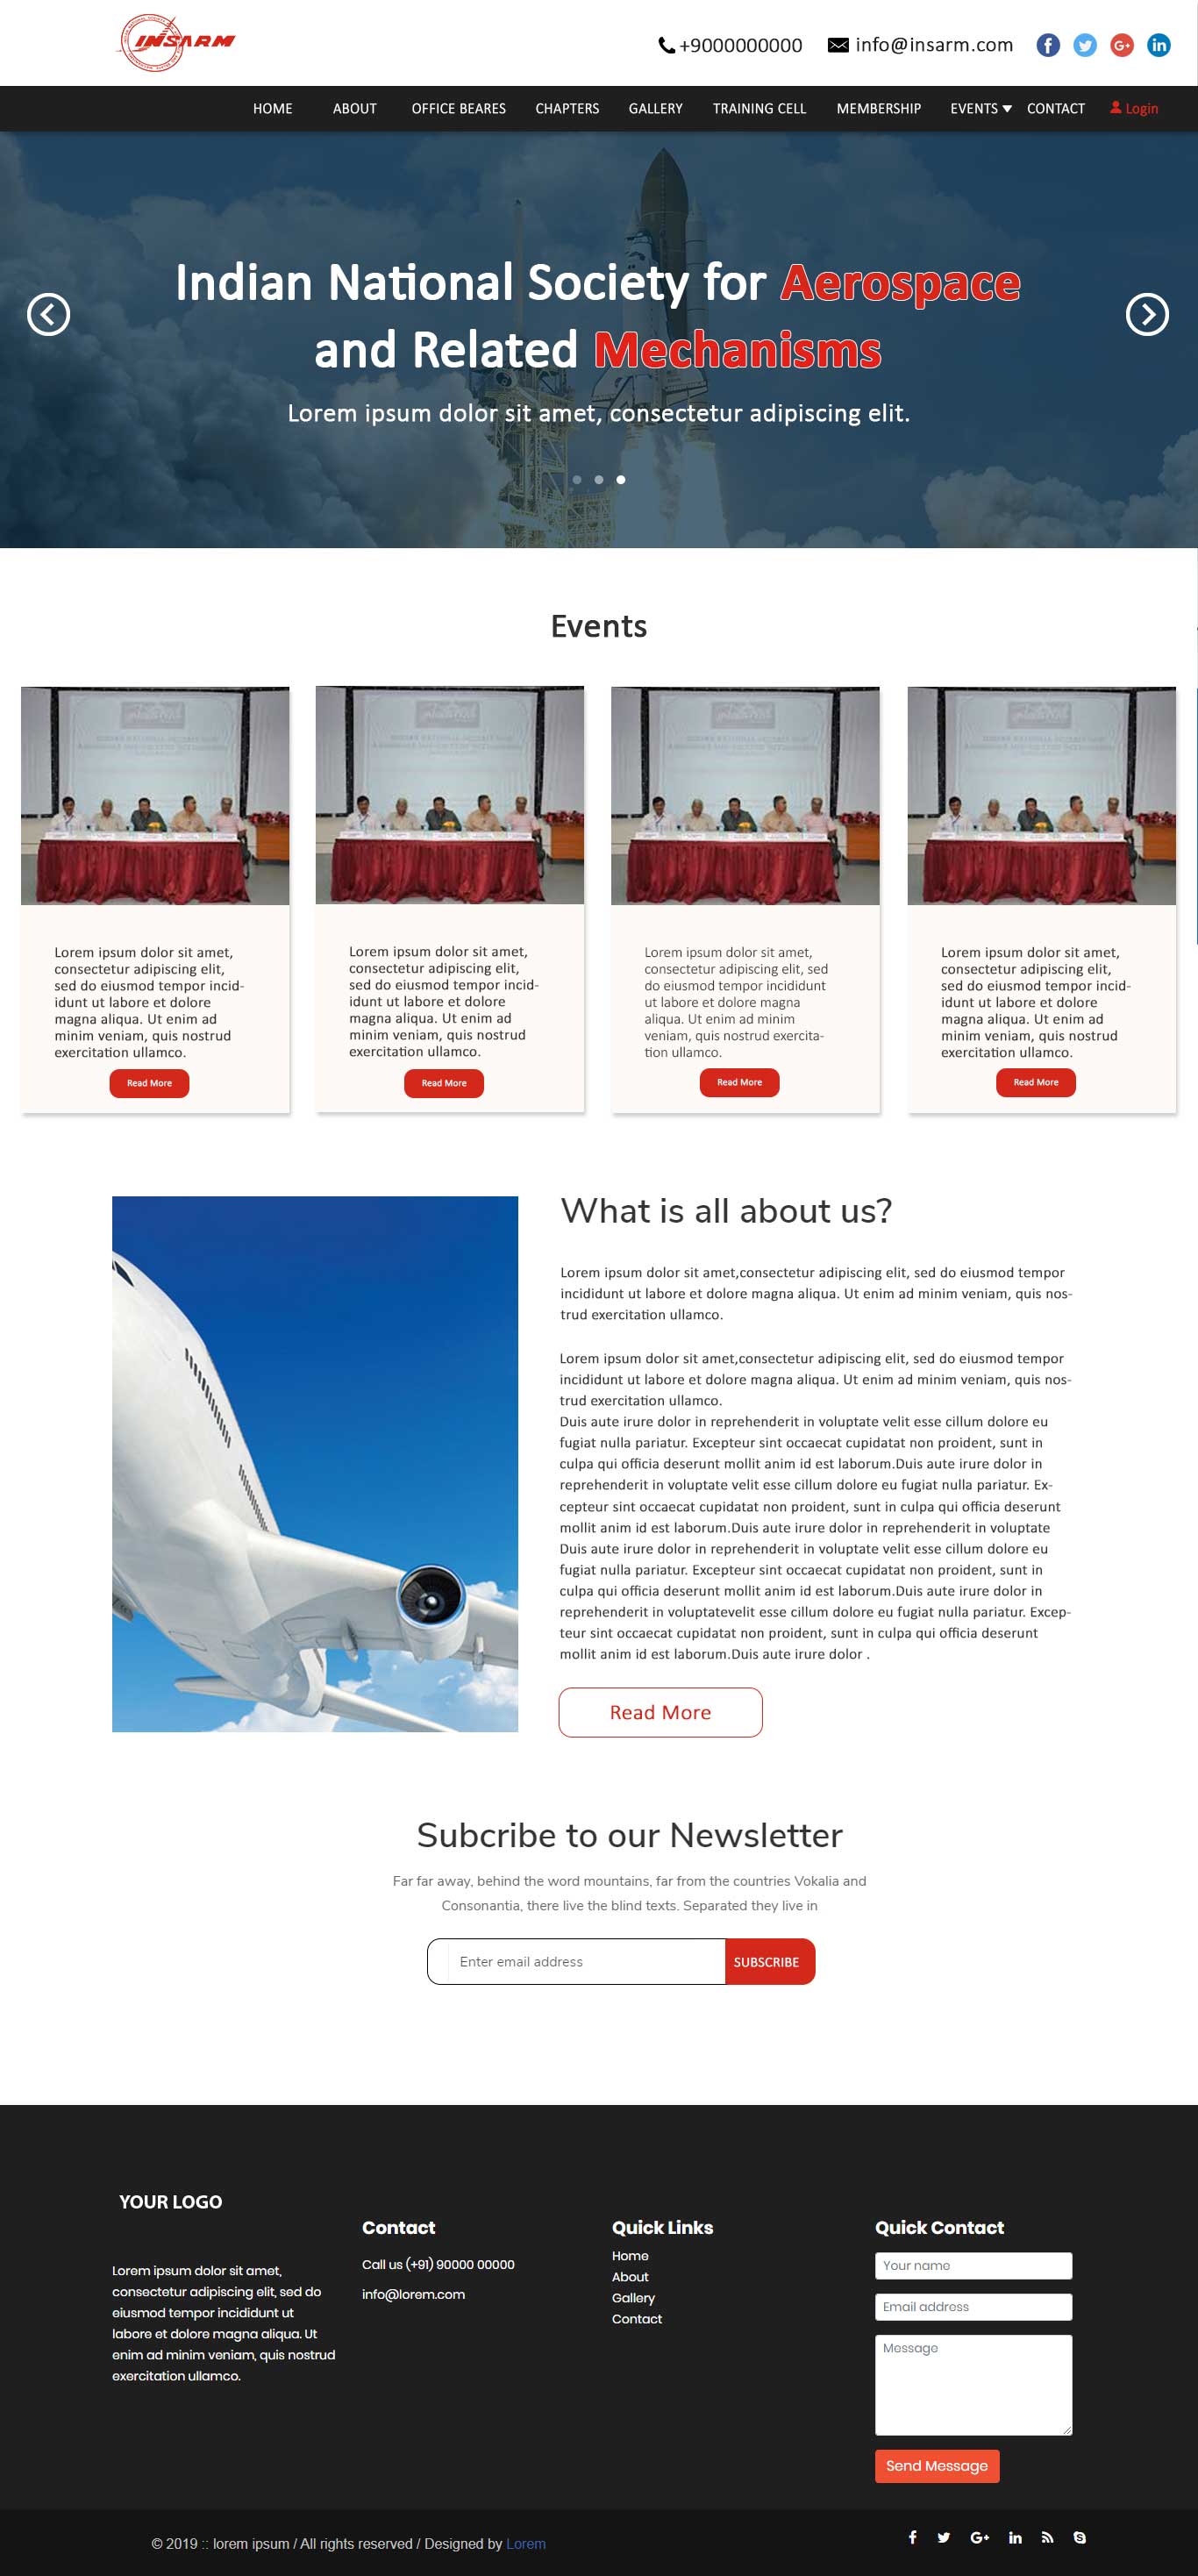 INSARM
+9000000000 info@insarm.com
HOME ABOUT OFFICE BEARES CHAPTERS GALLERY TRAINING CELL MEMBERSHIP EVENTS CONTACT Login
Indian National Society for Aerospace
and Related Mechanisms
Lorem ipsum dolor sit amet, consectetur adipiscing elit.
Events
Lorem ipsum dolor sit amet,
consectetur adipiscing elit,
sed do eiusmod tempor incid-
idunt ut labore et dolore
magna aliqua. Ut enim ad
minim veniam, quis nostrud
exercitation ullamco.
Read More
Lorem ipsum dolor sit amet,
consectetur adipiscing elit,
sed do eiusmod tempor incid-
idunt ut labore et dolore
magna aliqua. Ut enim ad
minim veniam, quis nostrud
exercitation ullamco.
Read More
Lorem ipsum dolor sit amet,
consectetur adipiscing elit, sed
do eiusmod tempor incididunt
ut labore et dolore magna
aliqua. Ut enim ad minim
veniam, quis nostrud exercita-
tion ullamco.
Read More
Lorem ipsum dolor sit amet,
consectetur adipiscing elit,
sed do eiusmod tempor incid-
idunt ut labore et dolore
magna aliqua. Ut enim ad
minim veniam, quis nostrud
exercitation ullamco.
Read More
What is all about us?
Lorem ipsum dolor sit amet,consectetur adipiscing elit, sed do eiusmod tempor
incididunt ut labore et dolore magna aliqua. Ut enim ad minim veniam, quis nos-
trud exercitation ullamco.
Lorem ipsum dolor sit amet,consectetur adipiscing elit, sed do eiusmod tempor
incididunt ut labore et dolore magna aliqua. Ut enim ad minim veniam, quis nos-
trud exercitation ullamco.
Duis aute irure dolor in reprehenderit in voluptate velit esse cillum dolore eu
fugiat nulla pariatur. Excepteur sint occaecat cupidatat non proident, sunt in
culpa qui officia deserunt mollit anim id est laborum.Duis aute irure dolor in
reprehenderit in voluptate velit esse cillum dolore eu fugiat nulla pariatur. Ex-
cepteur sint occaecat cupidatat non proident, sunt in culpa qui officia deserunt
mollit anim id est laborum.Duis aute irure dolor in reprehenderit in voluptate
Duis aute irure dolor in reprehenderit in voluptate velit esse cillum dolore eu
fugiat nulla pariatur. Excepteur sint occaecat cupidatat non proident, sunt in
culpa qui officia deserunt mollit anim id est laborum.Duis aute irure dolor in
reprehenderit in voluptatevelit esse cillum dolore eu fugiat nulla pariatur. Excep-
teur sint occaecat cupidatat non proident, sunt in culpa qui officia deserunt
mollit anim id est laborum.Duis aute irure dolor .
Read More
Subcribe to our Newsletter
Far far away, behind the word mountains, far from the countries Vokalia and
Consonantia, there live the blind texts. Separated they live in
Enter email address SUBSCRIBE
YOUR LOGO
Lorem ipsum dolor sit amet,
consectetur adipiscing elit, sed do
eiusmod tempor incididunt ut
labore et dolore magna aliqua. Ut
enim ad minim veniam, quis nostrud
exercitation ullamco.
Contact
Call us (+91) 90000 00000
info@lorem.com
Quick Links
Home
About
Gallery
Contact
Quick Contact
Your name
Email address
Message
Send Message
© 2019 :: lorem ipsum / All rights reserved / Designed by Lorem